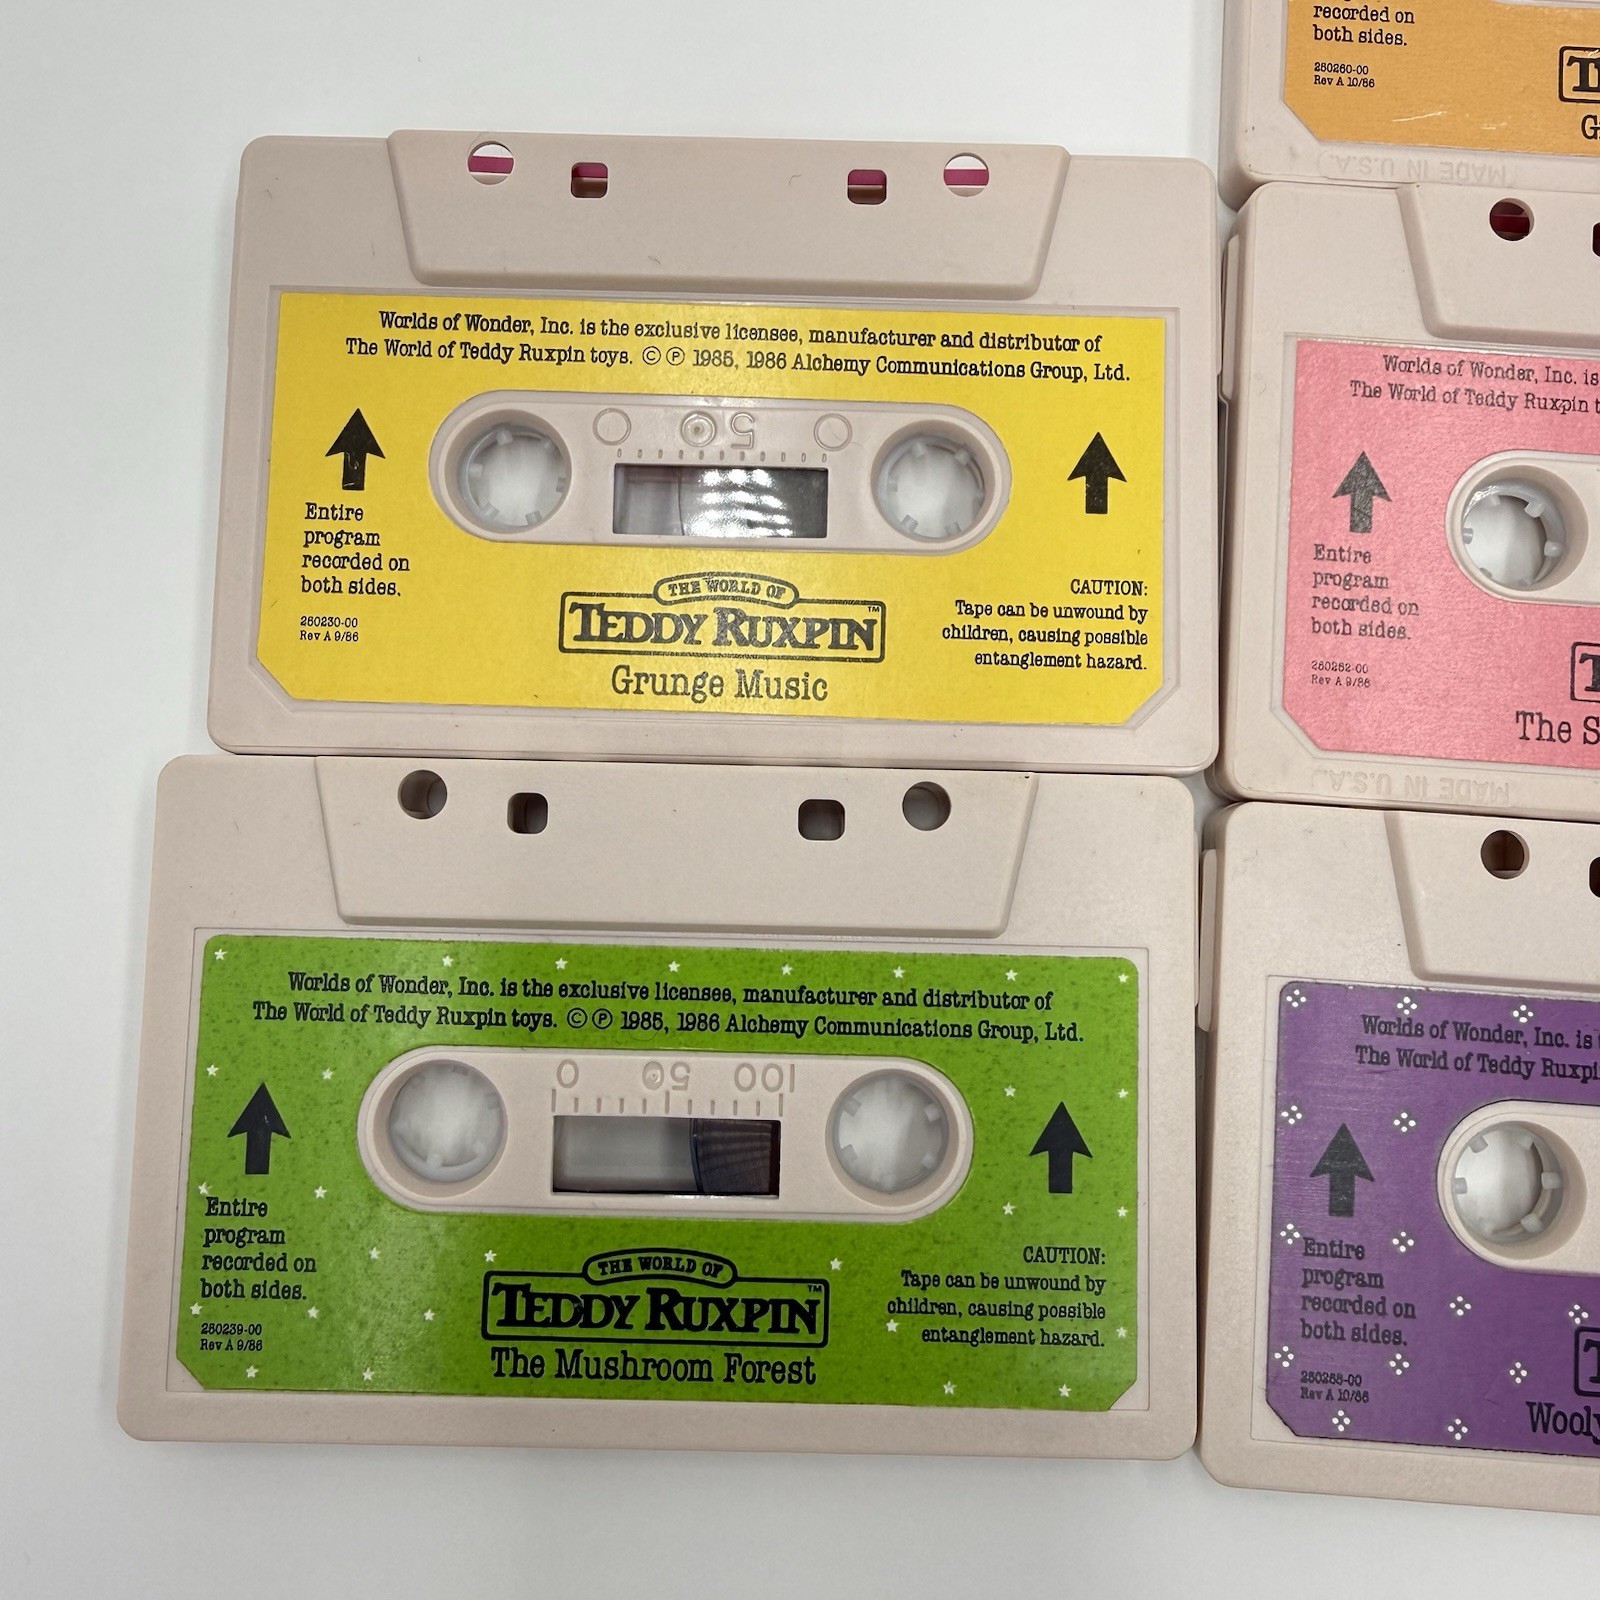 Worlds of Wonder, Inc. is the exclusive licensee, manufacturer and distributor of
The World of Teddy Ruxpin toys. © ℗ 1985, 1986 Alchemy Communications Group, Ltd.
0 5 0
Entire
program
recorded on
both sides.
250230-00
Rev A 9/86
THE WORLD OF
TEDDY RUXPIN™
Grunge Music
CAUTION:
Tape can be unwound by
children, causing possible
entanglement hazard.
Worlds of Wonder, Inc. is the exclusive licensee, manufacturer and distributor of
The World of Teddy Ruxpin toys. © ℗ 1985, 1986 Alchemy Communications Group, Ltd.
0 50 100
Entire
program
recorded on
both sides.
250239-00
Rev A 9/86
THE WORLD OF
TEDDY RUXPIN™
The Mushroom Forest
CAUTION:
Tape can be unwound by
children, causing possible
entanglement hazard.
recorded on
both sides.
250260-00
Rev A 10/86
MADE IN U.S.A.
Worlds of Wonder, Inc. is
The World of Teddy Ruxpin
Entire
program
recorded on
both sides.
250252-00
Rev A 9/86
The
MADE IN U.S.A.
Worlds of Wonder, Inc. is
The World of Teddy
Entire
program
recorded on
both sides.
250258-00
Rev A 10/86